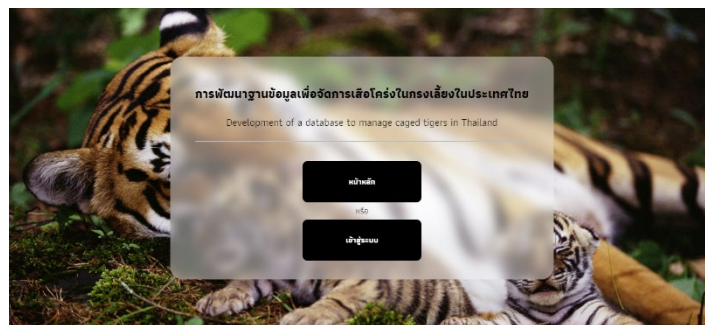 การพัฒนาฐานข้อมูลเพื่อจัดการเสือโคร่งในกรงเลี้ยงในประเทศไทย
Development of a database to manage caged tigers in Thailand
หน้าหลัก
หรือ
เข้าสู่ระบบ